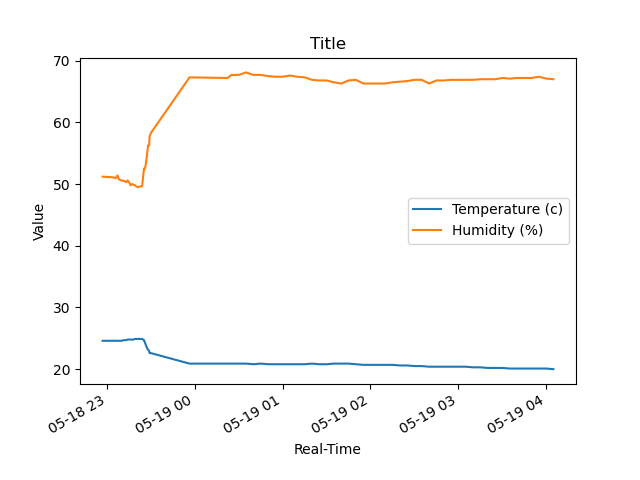 Title
70
60
50
40
30
20
Value
Temperature (c)
Humidity (%)
05-18 23
05-19 00
05-19 01
05-19 02
05-19 03
05-19 04
Real-Time